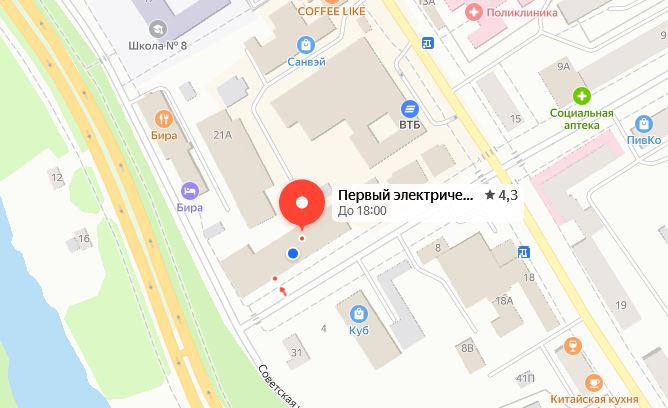 COFFEE LIKE
13А
Поликлиника
Школа № 8
Санвэй
9А
Социальная
аптека
ВТБ
15
ПивКо
Бира
21А
12
Бира
Первый электриче... 4,3
До 18:00
16
8
18
18А
19
4
Куб
31
8В
Советская
41П
Китайская кухня